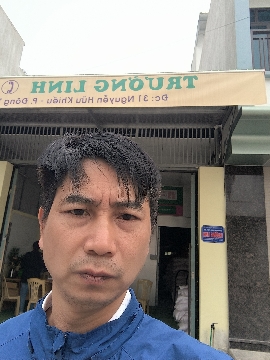 TRƯỜNG LINH
Đc: 31 Nguyễn Hữu Khiếu - P. Đông